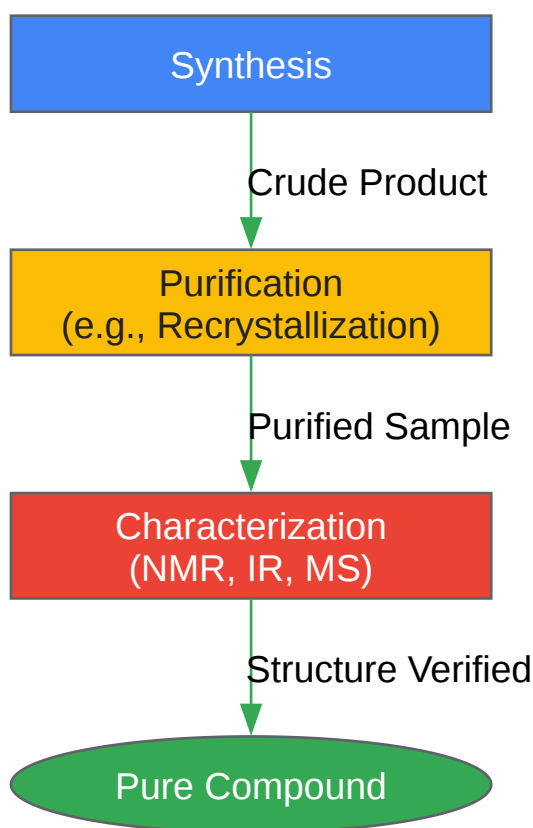 Synthesis
Crude Product
Purification
(e.g., Recrystallization)
Purified Sample
Characterization
(NMR, IR, MS)
Structure Verified
Pure Compound